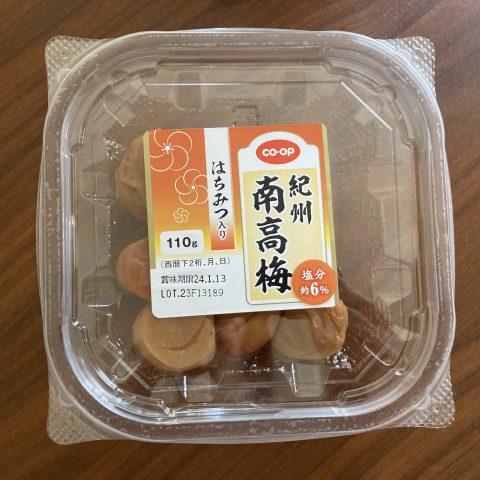 CO-OP
紀州
南高梅
はちみつ入り
塩分
約6%
110g
(西暦下2桁、月、日)
賞味期限24.1.13
LOT.23F13189